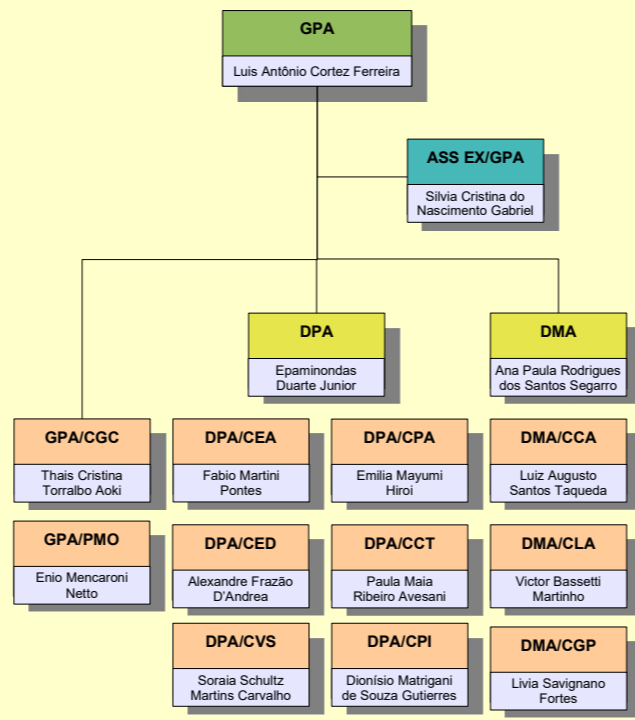 GPA
Luis Antônio Cortez Ferreira
ASS EX/GPA
Silvia Cristina do
Nascimento Gabriel
DPA
Epaminondas
Duarte Junior
DMA
Ana Paula Rodrigues
dos Santos Segarro
GPA/CGC
Thais Cristina
Torralbo Aoki
DPA/CEA
Fabio Martini
Pontes
DPA/CPA
Emilia Mayumi
Hiroi
DMA/CCA
Luiz Augusto
Santos Taqueda
GPA/PMO
Enio Mencaroni
Netto
DPA/CED
Alexandre Frazão
D'Andrea
DPA/CCT
Paula Maia
Ribeiro Avesani
DMA/CLA
Victor Bassetti
Martinho
DPA/CVS
Soraia Schultz
Martins Carvalho
DPA/CPI
Dionísio Matrigani
de Souza Gutierres
DMA/CGP
Livia Savignano
Fortes